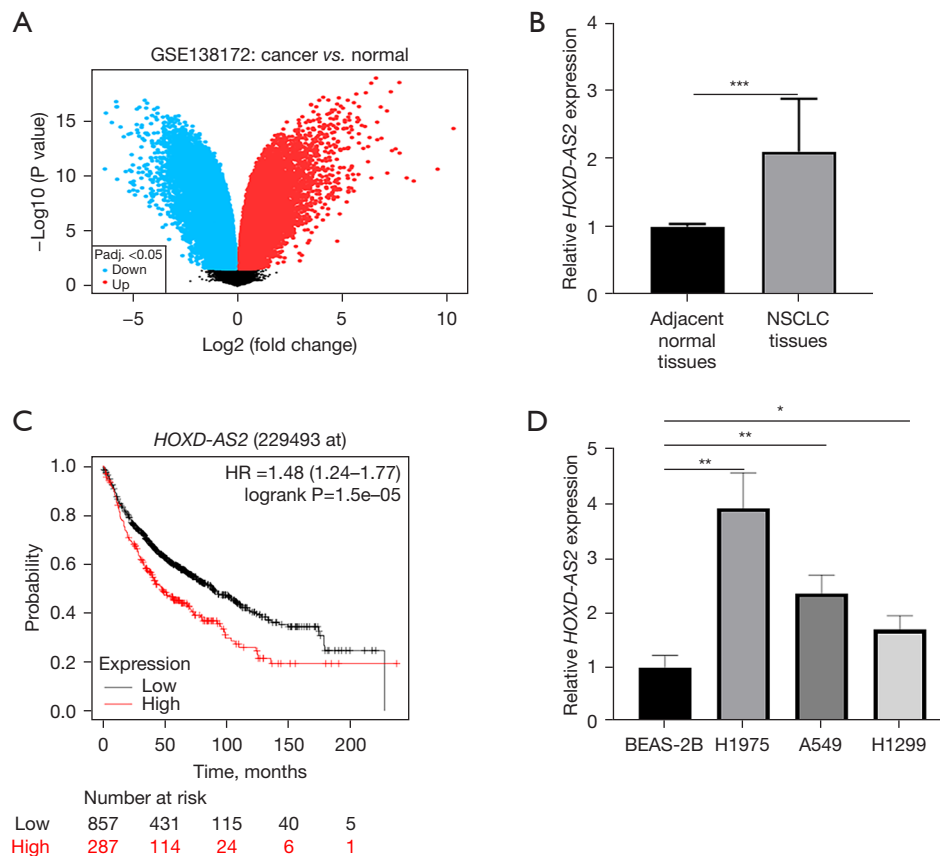 A
GSE138172: cancer vs. normal
−Log10 (P value)
15
10
5
0
Padj. <0.05
Down
Up
−5 0 5 10
Log2 (fold change)
B
Relative HOXD-AS2 expression
4
3
2
1
0
***
Adjacent normal tissues
NSCLC tissues
C
HOXD-AS2 (229493 at)
HR =1.48 (1.24–1.77)
logrank P=1.5e–05
Probability
1.0
0.8
0.6
0.4
0.2
0.0
Expression
Low
High
0 50 100 150 200
Time, months
Number at risk
Low 857 431 115 40 5
High 287 114 24 6 1
D
Relative HOXD-AS2 expression
5
4
3
2
1
0
*
**
**
BEAS-2B H1975 A549 H1299